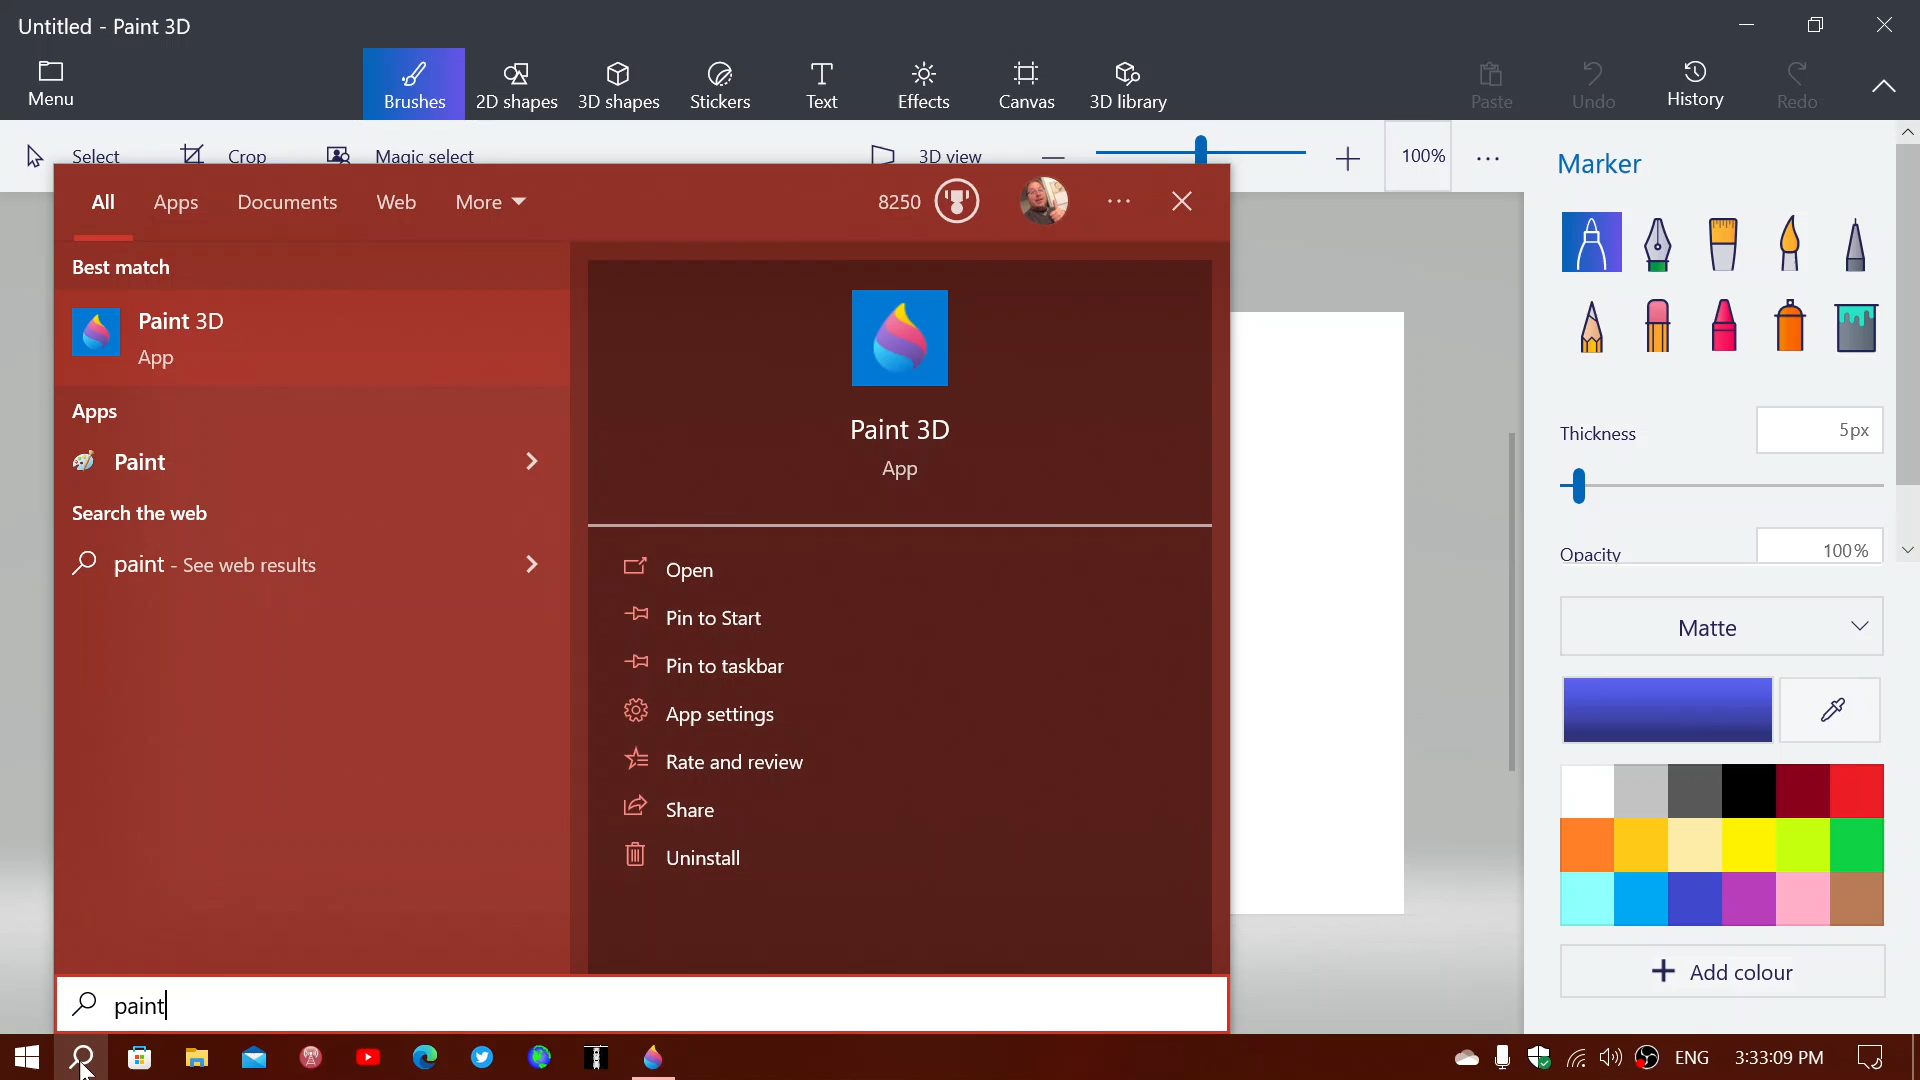 Untitled - Paint 3D
Menu
Brushes
2D shapes
3D shapes
Stickers
Text
Effects
Canvas
3D library
Paste
Undo
History
Redo
Select
Crop
Magic select
3D view
100%
Marker
Thickness
5px
Opacity
100%
Matte
Add colour
All
Apps
Documents
Web
More
8250
Best match
Paint 3D
App
Apps
Paint
Search the web
paint - See web results
Paint 3D
App
Open
Pin to Start
Pin to taskbar
App settings
Rate and review
Share
Uninstall
paint
ENG
3:33:09 PM